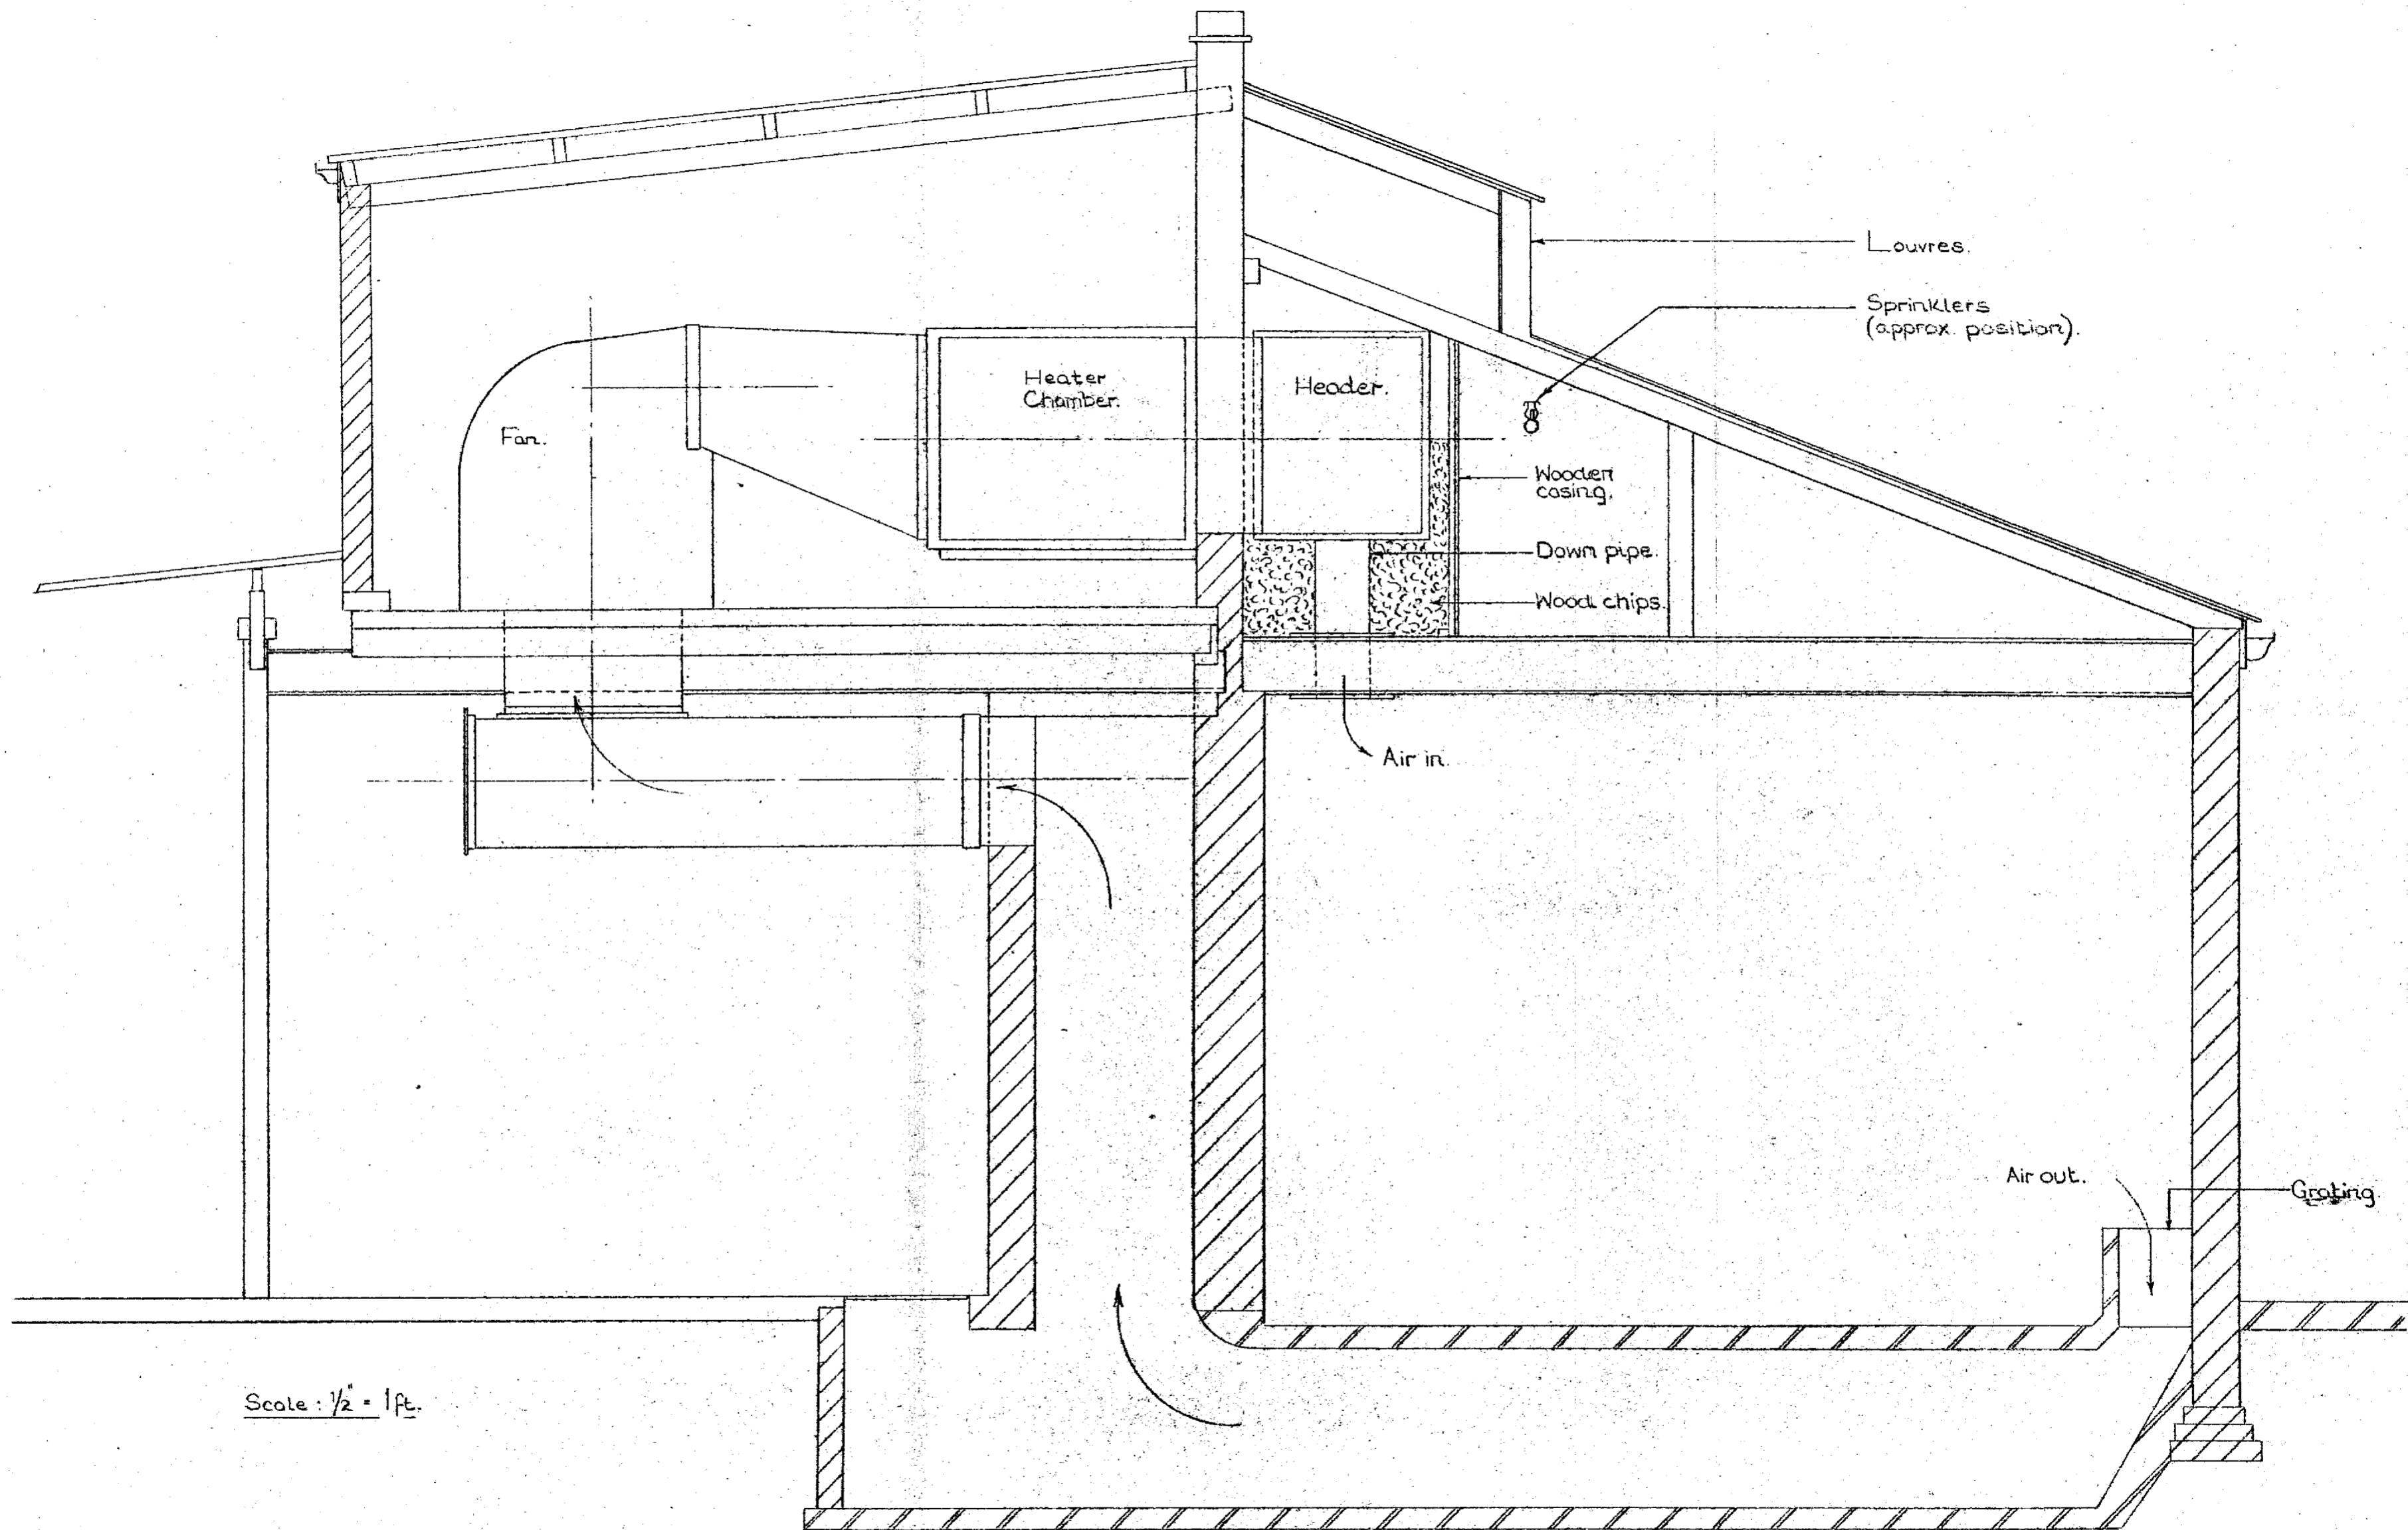 Louvres.
Sprinklers
(approx. position).
Heater
Chamber.
Header.
Fan.
Wooden
casing.
Down pipe.
Wood chips.
Air in.
Air out.
Grating
Scale : 1/2" = 1ft.